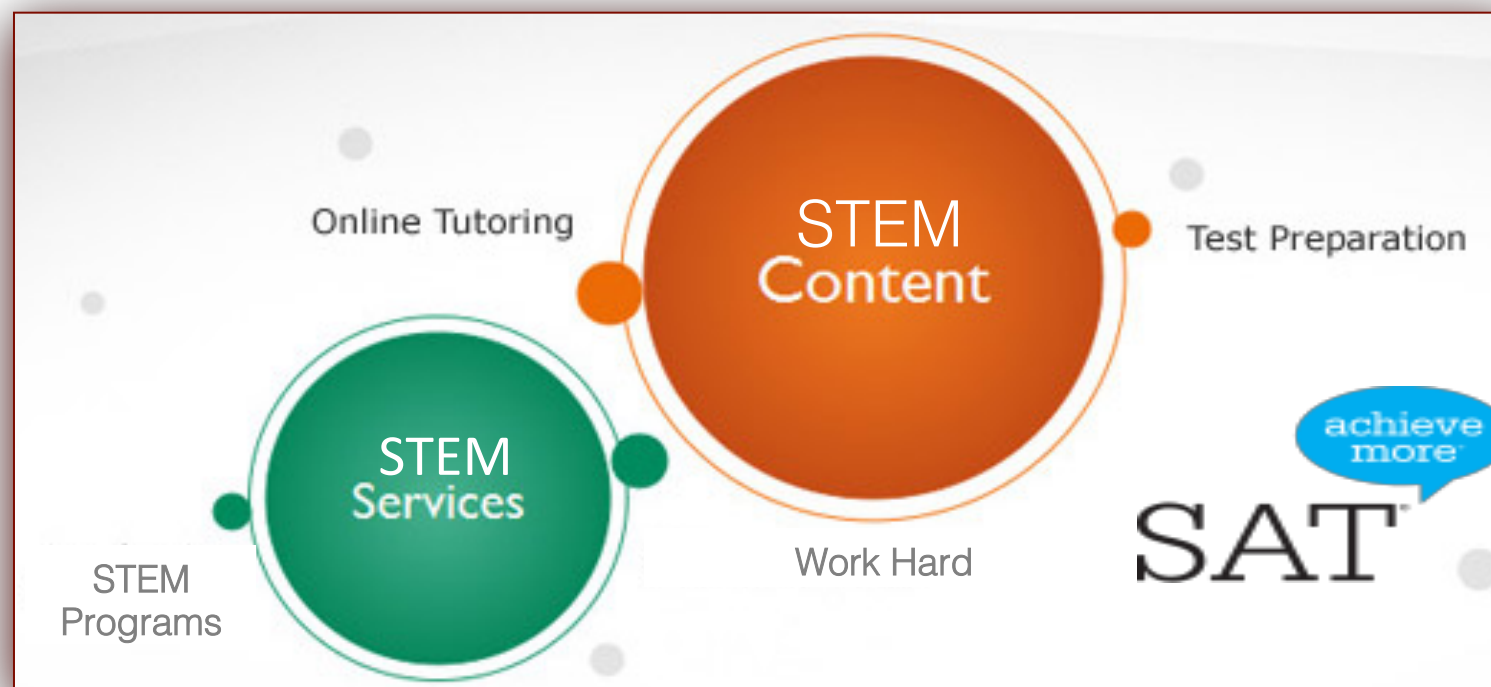 Online Tutoring
STEM
Content
Test Preparation
achieve
more
SAT
STEM
Services
Work Hard
STEM
Programs